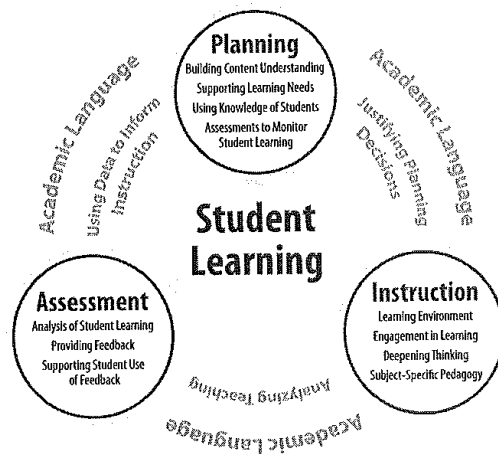 Planning
Building Content Understanding
Supporting Learning Needs
Using Knowledge of Students
Assessments to Monitor
Student Learning
Academic Language
Using Data to Inform
Instruction
Academic Language
Justifying Planning
Decisions
Student
Learning
Assessment
Analysis of Student Learning
Providing Feedback
Supporting Student Use
of Feedback
Instruction
Learning Environment
Engagement in Learning
Deepening Thinking
Subject-Specific Pedagogy
Analyzing Teaching
Academic Language